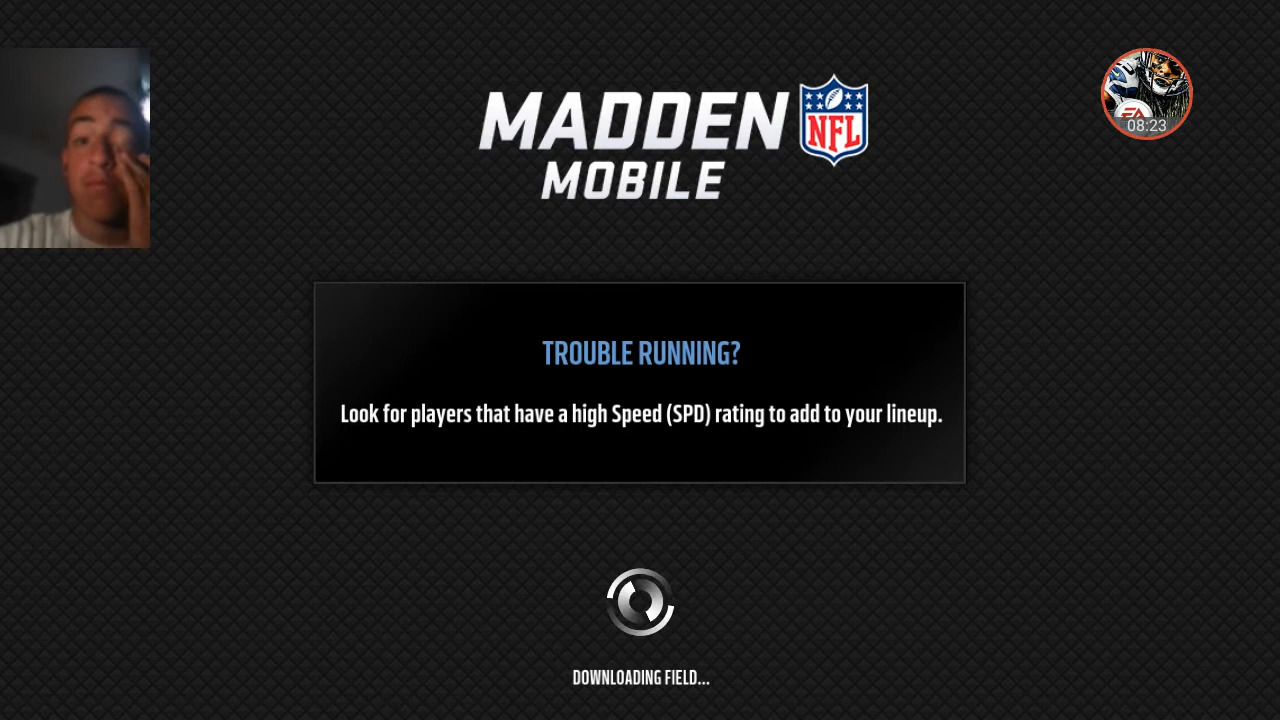 MADDEN NFL
MOBILE
EA
08:23
TROUBLE RUNNING?
Look for players that have a high Speed (SPD) rating to add to your lineup.
DOWNLOADING FIELD...